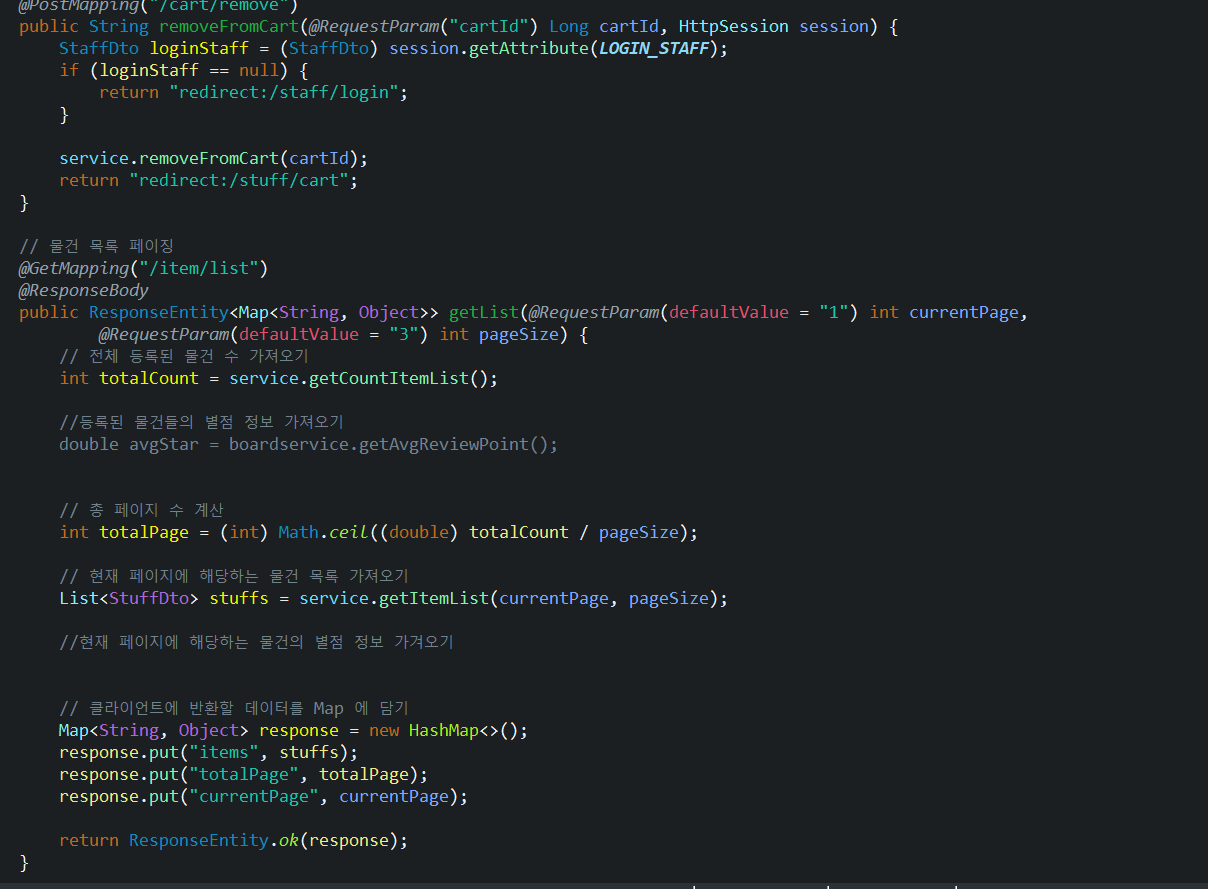 @PostMapping("/cart/remove")
public String removeFromCart(@RequestParam("cartId") Long cartId, HttpSession session) {
StaffDto loginStaff = (StaffDto) session.getAttribute(LOGIN_STAFF);
if (loginStaff == null) {
return "redirect:/staff/login";
}
service.removeFromCart(cartId);
return "redirect:/stuff/cart";
}
// 물건 목록 페이징
@GetMapping("/item/list")
@ResponseBody
public ResponseEntity<Map<String, Object>> getList(@RequestParam(defaultValue = "1") int currentPage,
@RequestParam(defaultValue = "3") int pageSize) {
// 전체 등록된 물건 수 가져오기
int totalCount = service.getCountItemList();
//등록된 물건들의 별점 정보 가져오기
double avgStar = boardservice.getAvgReviewPoint();
// 총 페이지 수 계산
int totalPage = (int) Math.ceil((double) totalCount / pageSize);
// 현재 페이지에 해당하는 물건 목록 가져오기
List<StuffDto> stuffs = service.getItemList(currentPage, pageSize);
//현재 페이지에 해당하는 물건의 별점 정보 가겨오기
// 클라이언트에 반환할 데이터를 Map 에 담기
Map<String, Object> response = new HashMap<>();
response.put("items", stuffs);
response.put("totalPage", totalPage);
response.put("currentPage", currentPage);
return ResponseEntity.ok(response);
}